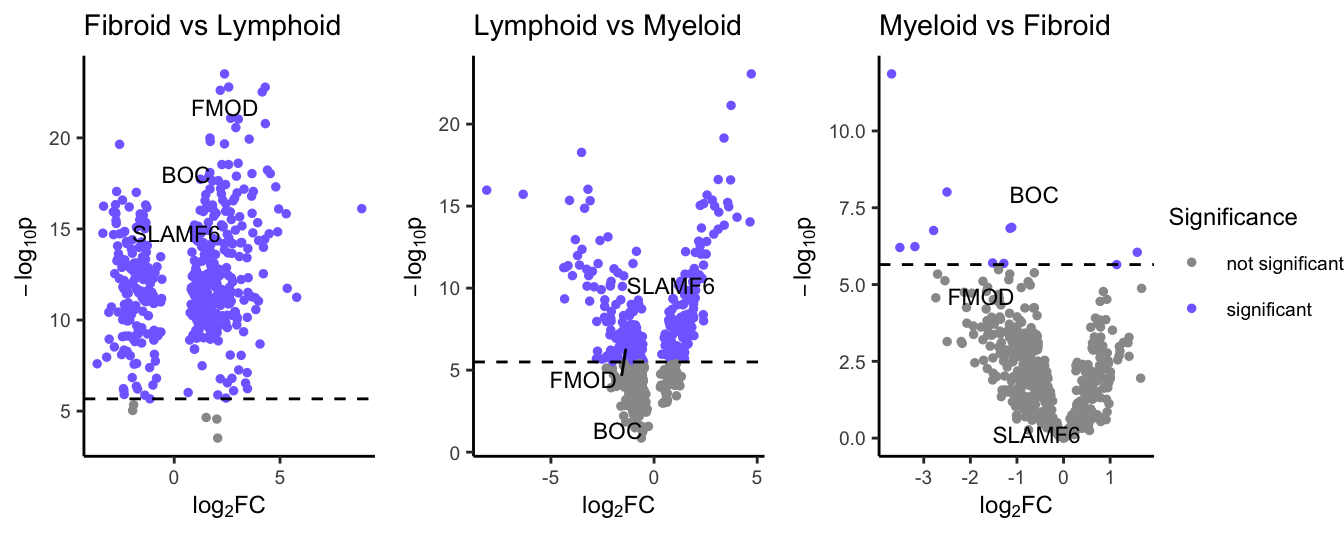 Fibroid vs Lymphoid
FMOD
BOC
SLAMF6
20
15
10
5
0
5
−log₁₀p
log₂FC
Lymphoid vs Myeloid
SLAMF6
FMOD
BOC
20
15
10
5
0
-5
0
5
−log₁₀p
log₂FC
Myeloid vs Fibroid
BOC
FMOD
SLAMF6
10.0
7.5
5.0
2.5
0.0
-3
-2
-1
0
1
−log₁₀p
log₂FC
Significance
not significant
significant